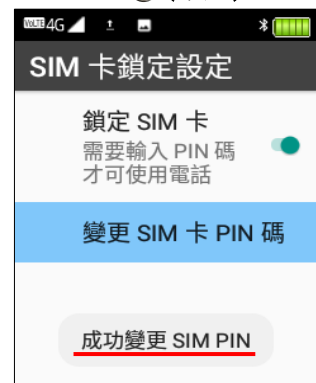 VoLTE 4G
SIM 卡鎖定設定
鎖定 SIM 卡
需要輸入 PIN 碼
才可使用電話
變更 SIM 卡 PIN 碼
成功變更 SIM PIN